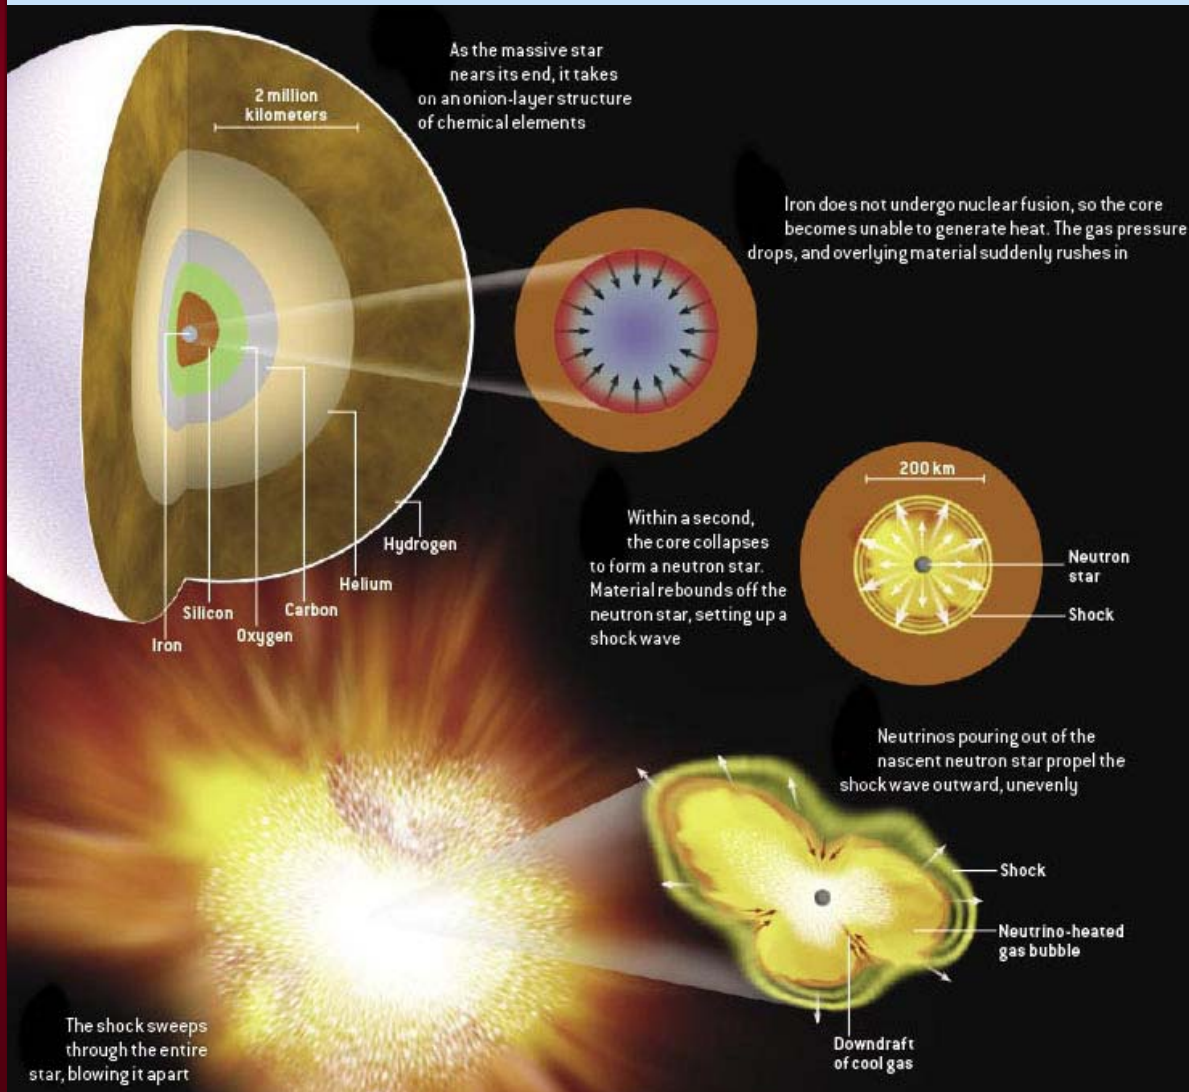 As the massive star
nears its end, it takes
on an onion-layer structure
of chemical elements
2 million
kilometers
Iron does not undergo nuclear fusion, so the core
becomes unable to generate heat. The gas pressure
drops, and overlying material suddenly rushes in
Hydrogen
Helium
Carbon
Oxygen
Silicon
Iron
Within a second,
the core collapses
to form a neutron star.
Material rebounds off the
neutron star, setting up a
shock wave
200 km
Neutron
star
Shock
Neutrinos pouring out of the
nascent neutron star propel the
shock wave outward, unevenly
Shock
Neutrino-heated
gas bubble
Downdraft
of cool gas
The shock sweeps
through the entire
star, blowing it apart